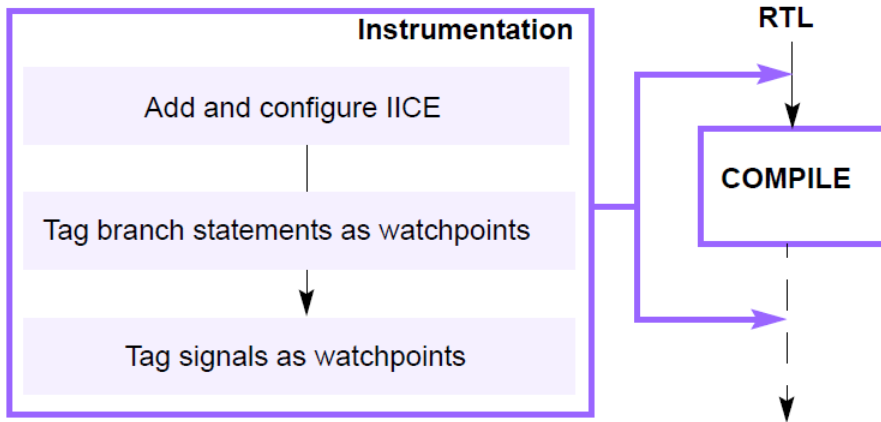 Instrumentation
Add and configure IICE
Tag branch statements as watchpoints
Tag signals as watchpoints
RTL
COMPILE